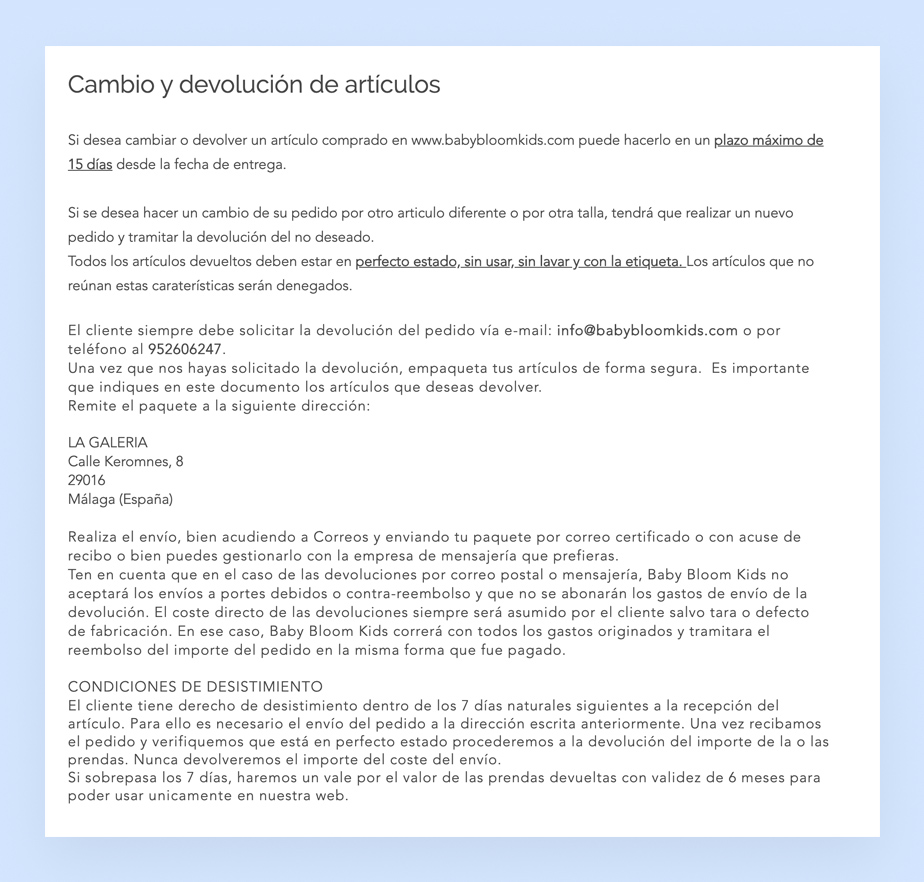 Cambio y devolución de artículos
Si desea cambiar o devolver un artículo comprado en www.babybloomkids.com puede hacerlo en un plazo máximo de
15 días desde la fecha de entrega.
Si se desea hacer un cambio de su pedido por otro articulo diferente o por otra talla, tendrá que realizar un nuevo
pedido y tramitar la devolución del no deseado.
Todos los artículos devueltos deben estar en perfecto estado, sin usar, sin lavar y con la etiqueta. Los artículos que no
reúnan estas caraterísticas serán denegados.
El cliente siempre debe solicitar la devolución del pedido vía e-mail: info@babybloomkids.com o por
teléfono al 952606247.
Una vez que nos hayas solicitado la devolución, empaqueta tus artículos de forma segura.  Es importante
que indiques en este documento los artículos que deseas devolver.
Remite el paquete a la siguiente dirección:
LA GALERIA
Calle Keromnes, 8
29016
Málaga (España)
Realiza el envío, bien acudiendo a Correos y enviando tu paquete por correo certificado o con acuse de
recibo o bien puedes gestionarlo con la empresa de mensajería que prefieras.
Ten en cuenta que en el caso de las devoluciones por correo postal o mensajería, Baby Bloom Kids no
aceptará los envíos a portes debidos o contra-reembolso y que no se abonarán los gastos de envío de la
devolución. El coste directo de las devoluciones siempre será asumido por el cliente salvo tara o defecto
de fabricación. En ese caso, Baby Bloom Kids correrá con todos los gastos originados y tramitara el
reembolso del importe del pedido en la misma forma que fue pagado.
CONDICIONES DE DESISTIMIENTO
El cliente tiene derecho de desistimiento dentro de los 7 días naturales siguientes a la recepción del
artículo. Para ello es necesario el envío del pedido a la dirección escrita anteriormente. Una vez recibamos
el pedido y verifiquemos que está en perfecto estado procederemos a la devolución del importe de la o las
prendas. Nunca devolveremos el importe del coste del envío.
Si sobrepasa los 7 días, haremos un vale por el valor de las prendas devueltas con validez de 6 meses para
poder usar unicamente en nuestra web.